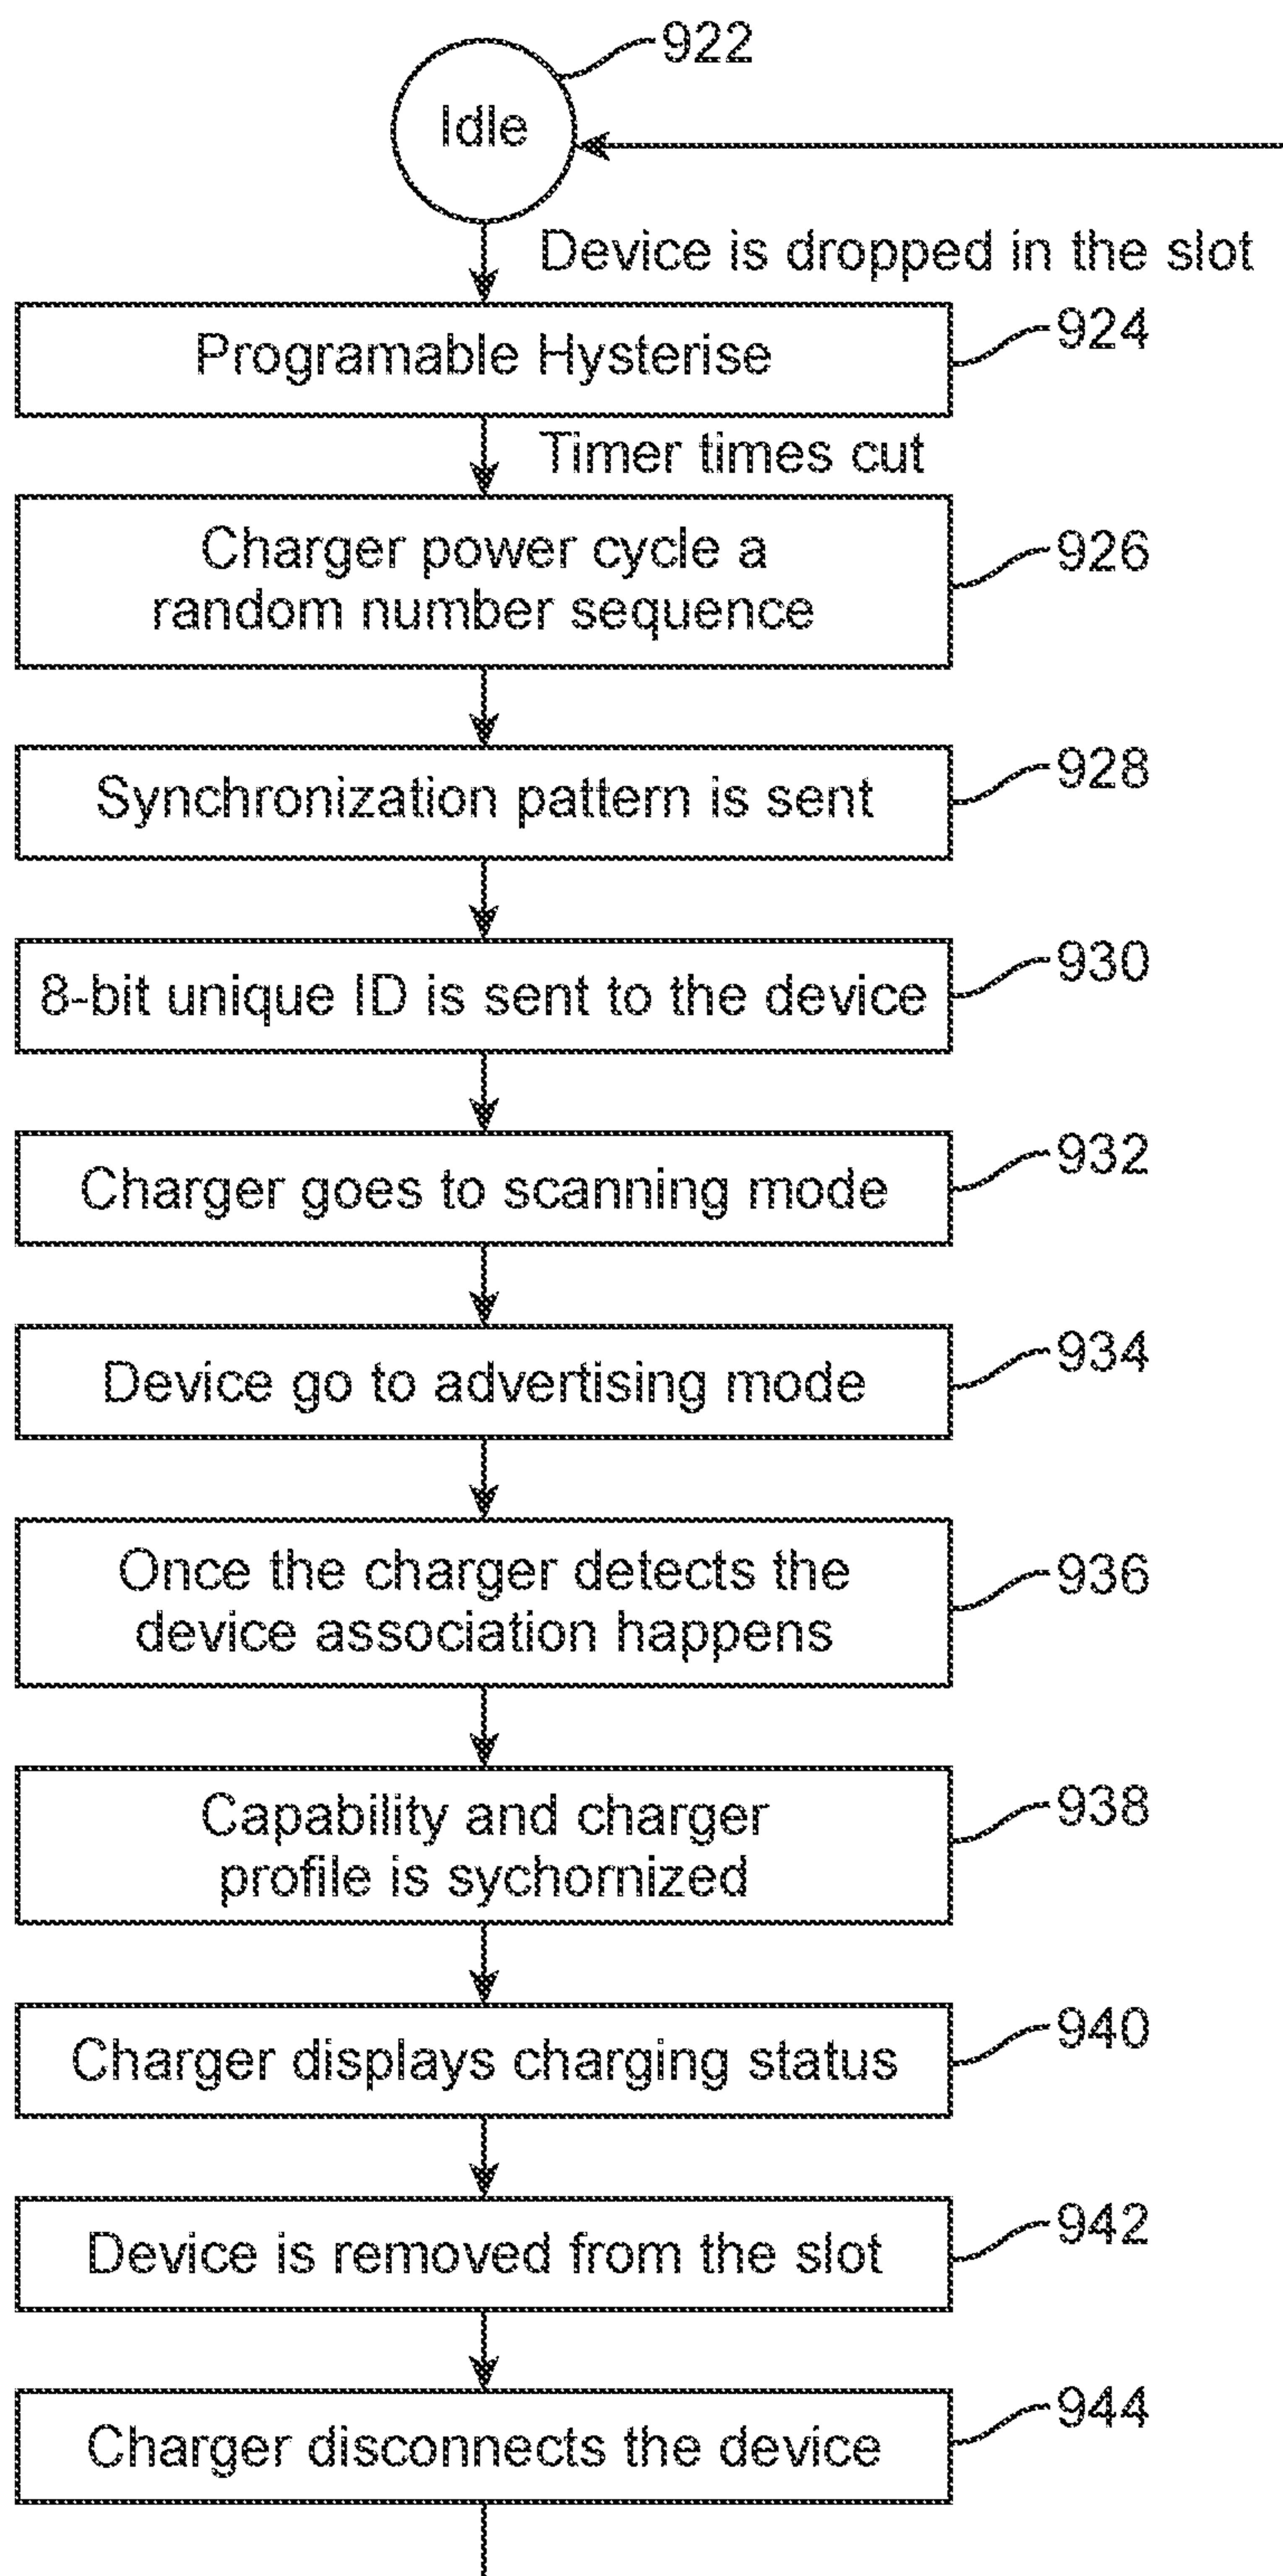 922
Idle
Device is dropped in the slot
Programable Hysterise
924
Timer times cut
Charger power cycle a
random number sequence
926
Synchronization pattern is sent
928
8-bit unique ID is sent to the device
930
Charger goes to scanning mode
932
Device go to advertising mode
934
Once the charger detects the
device association happens
936
Capability and charger
profile is sychornized
938
Charger displays charging status
940
Device is removed from the slot
942
Charger disconnects the device
944